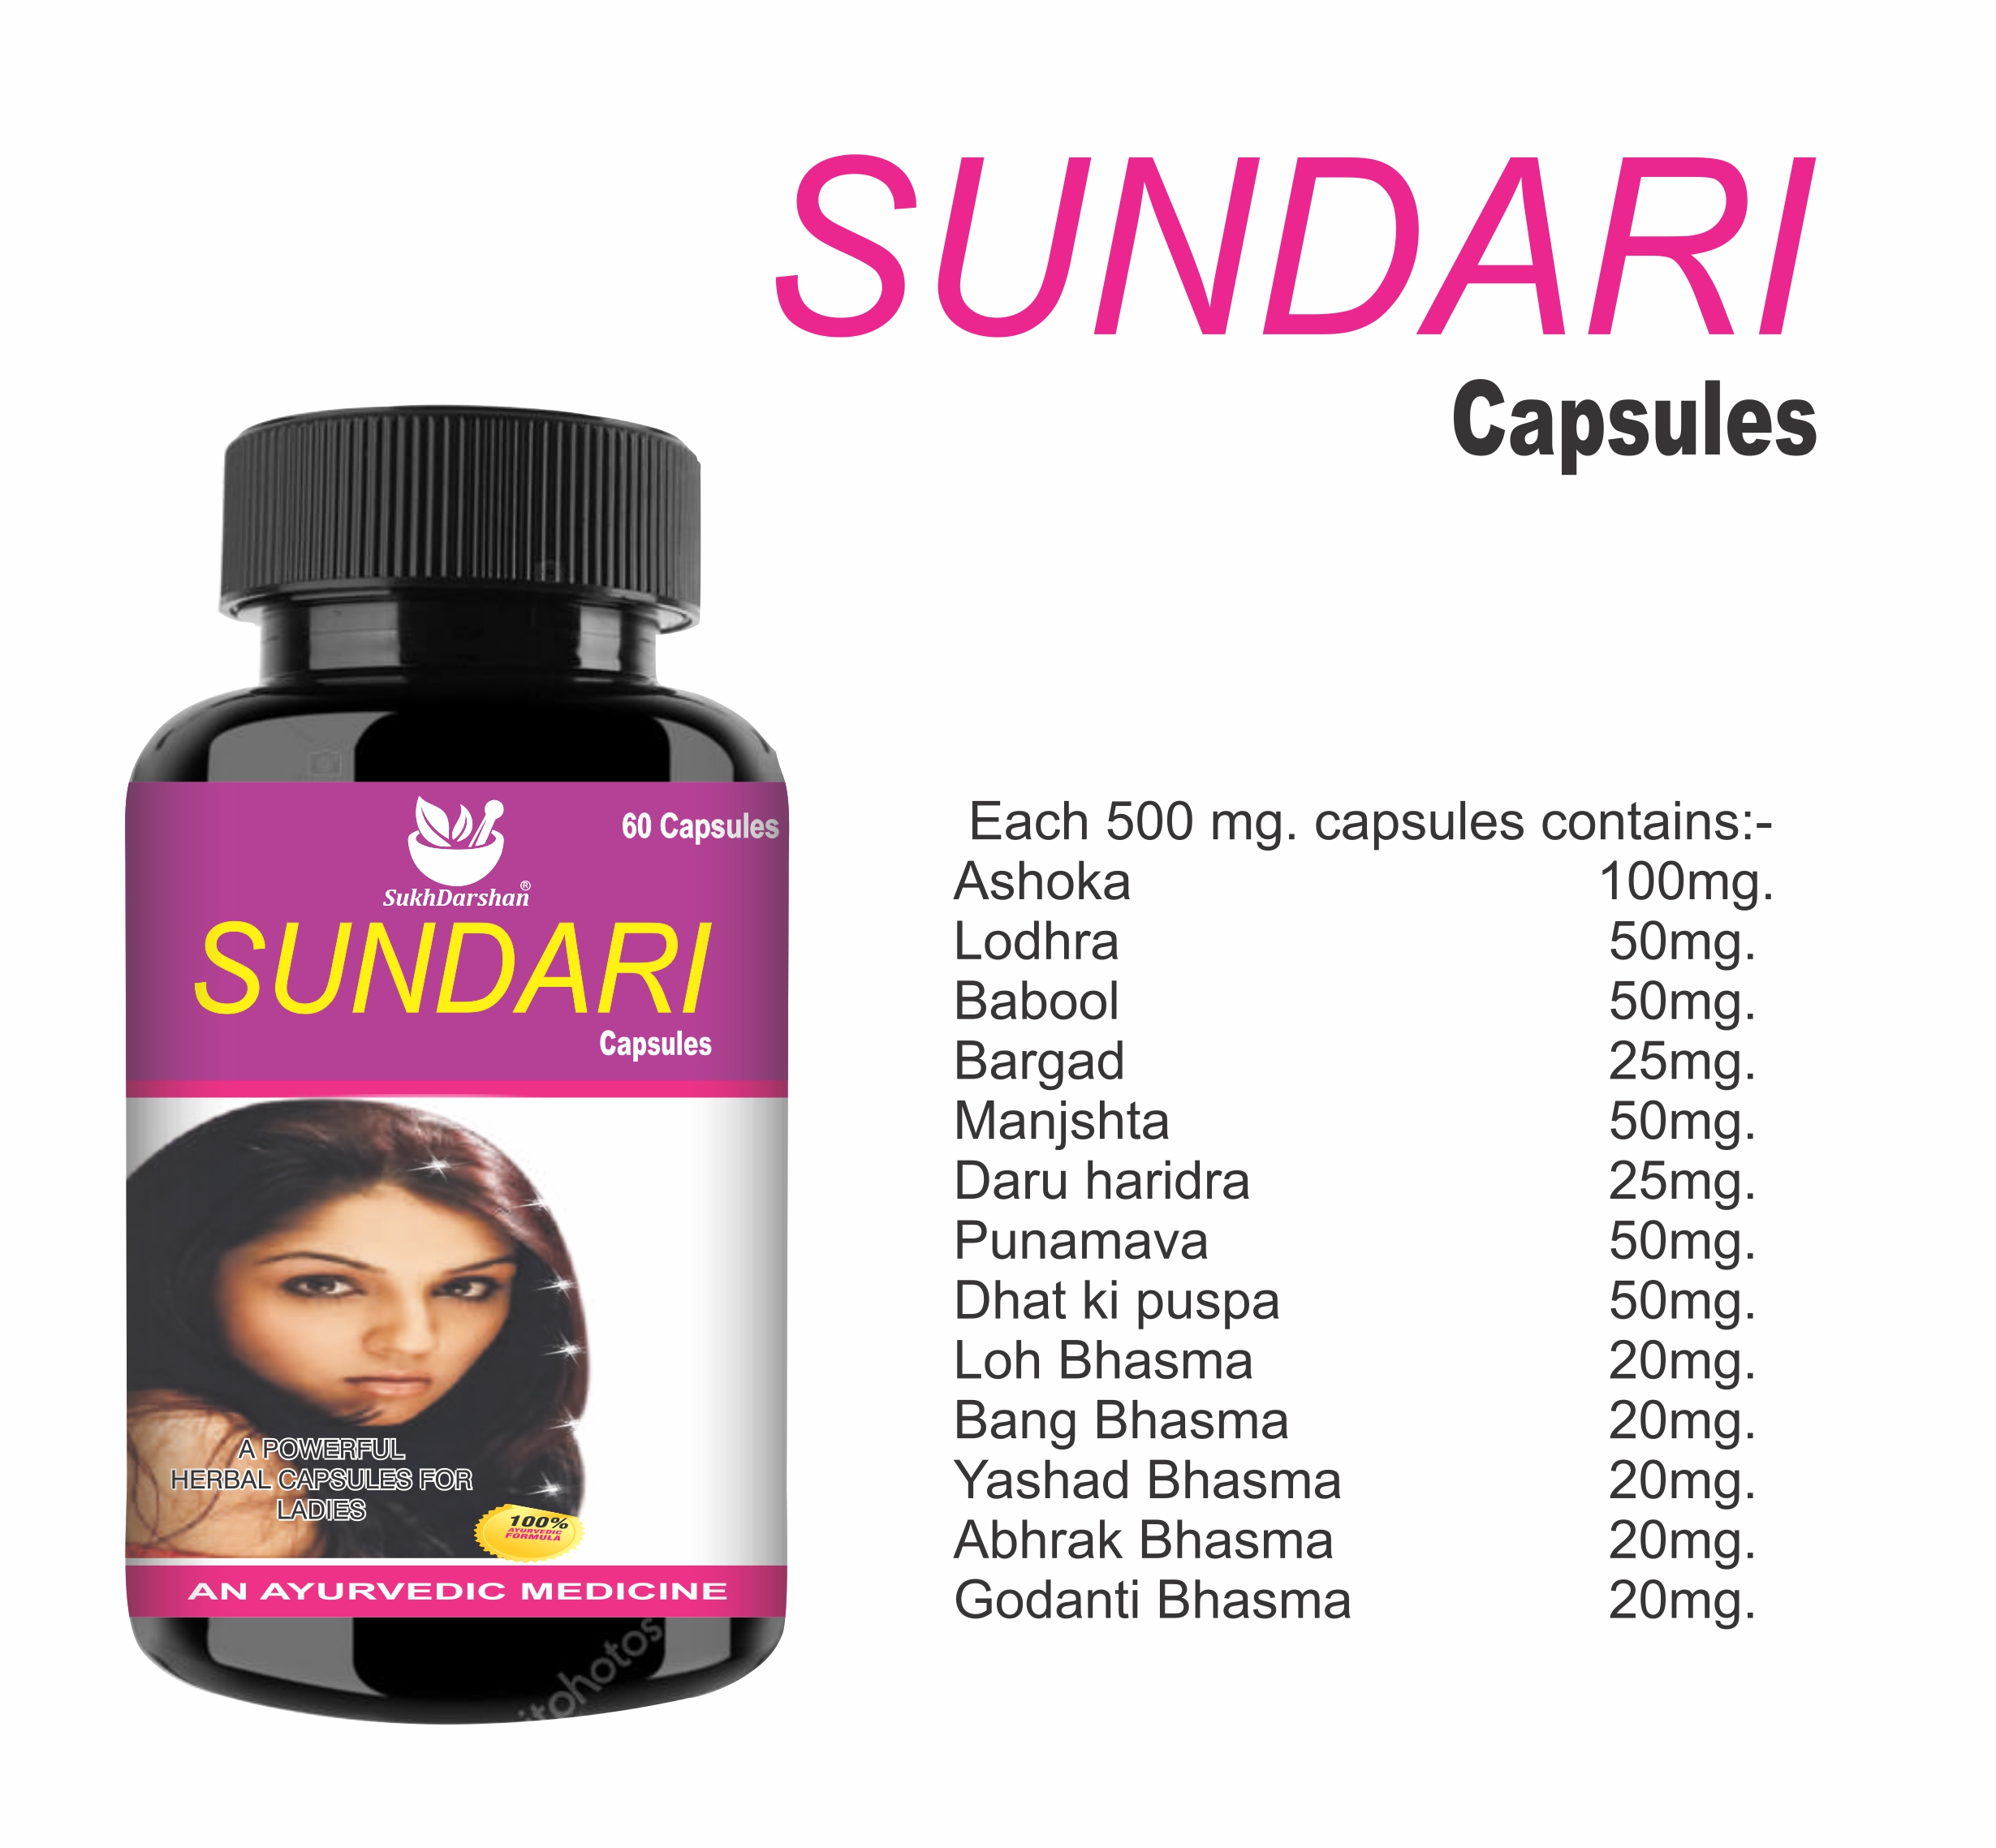 SUNDARI
Capsules
60 Capsules
SukhDarshan®
SUNDARI
Capsules
A POWERFUL
HERBAL CAPSULES FOR
LADIES
100%
AYURVEDIC
FORMULA
AN AYURVEDIC MEDICINE
Each 500 mg. capsules contains:-
Ashoka 100mg.
Lodhra 50mg.
Babool 50mg.
Bargad 25mg.
Manjshta 50mg.
Daru haridra 25mg.
Punamava 50mg.
Dhat ki puspa 50mg.
Loh Bhasma 20mg.
Bang Bhasma 20mg.
Yashad Bhasma 20mg.
Abhrak Bhasma 20mg.
Godanti Bhasma 20mg.